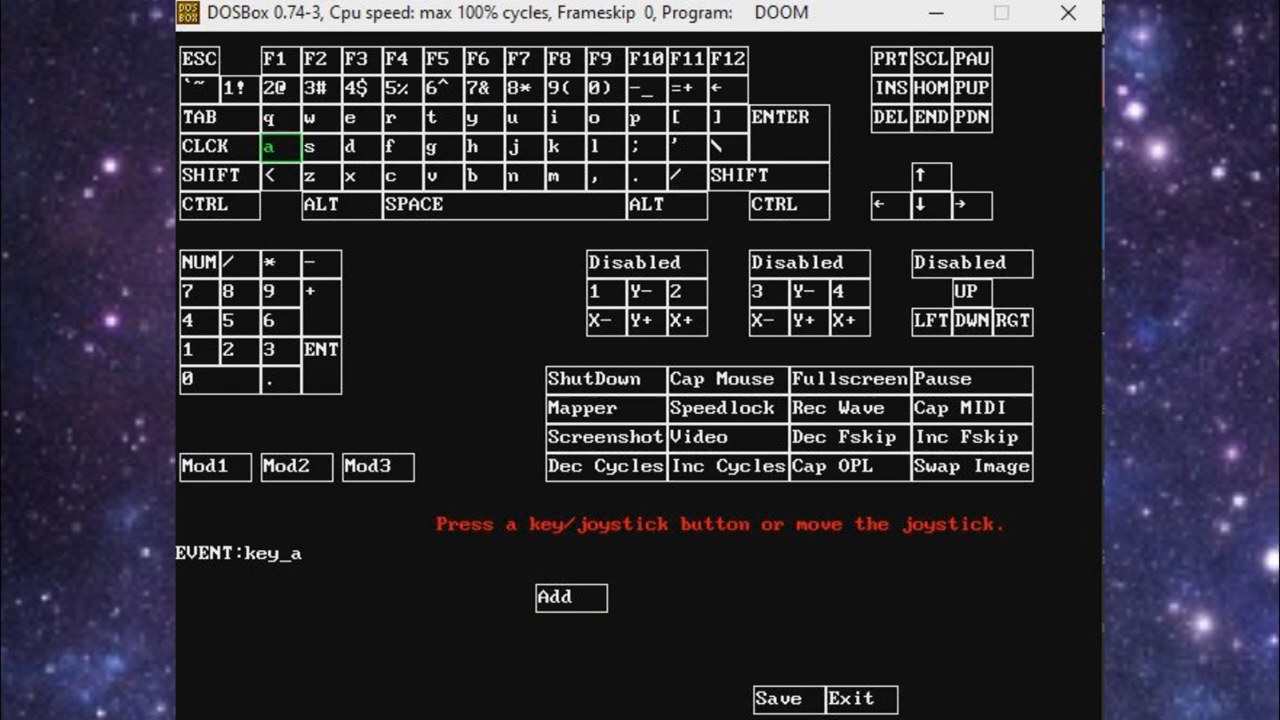 DOS BOX
DOSBox 0.74-3, Cpu speed: max 100% cycles, Frameskip 0, Program: DOOM
ESC F1 F2 F3 F4 F5 F6 F7 F8 F9 F10 F11 F12 PRT SCL PAU
`~ 1! 2@ 3# 4$ 5% 6^ 7& 8* 9( 0) -_ =+ ← INS HOM PUP
TAB q w e r t y u i o p [ ] ENTER DEL END PDN
CLCK a s d f g h j k l ; ' \
SHIFT < z x c v b n m , . / SHIFT ↑
CTRL ALT SPACE ALT CTRL ← ↓ →
NUM / * - Disabled Disabled Disabled
7 8 9 + 1 Y- 2 3 Y- 4 UP
4 5 6 X- Y+ X+ X- Y+ X+ LFT DWN RGT
1 2 3 ENT
0 .
ShutDown Cap Mouse Fullscreen Pause
Mapper Speedlock Rec Wave Cap MIDI
Screenshot Video Dec Fskip Inc Fskip
Mod1 Mod2 Mod3 Dec Cycles Inc Cycles Cap OPL Swap Image
Press a key/joystick button or move the joystick.
EVENT:key_a
Add
Save Exit